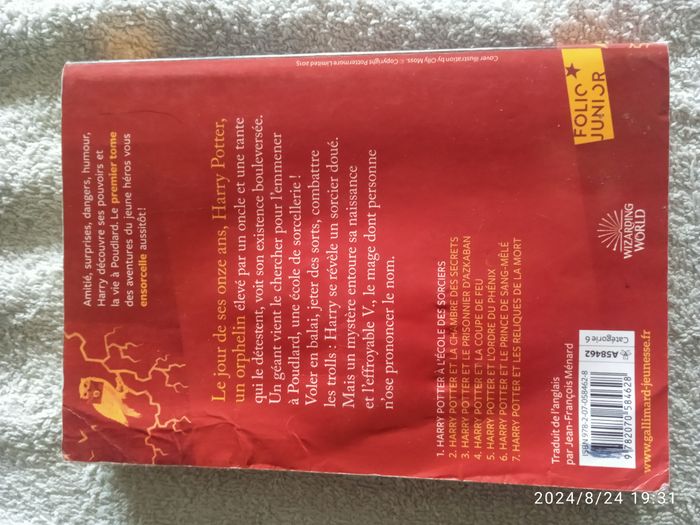 Amitié, surprises, dangers, humour,
Harry découvre ses pouvoirs et
la vie à Poudlard. Le premier tome
des aventures du jeune héros vous
ensorcelle aussitôt !
Le jour de ses onze ans, Harry Potter,
un orphelin élevé par un oncle et une tante
qui le détestent, voit son existence bouleversée.
Un géant vient le chercher pour l'emmener
à Poudlard, une école de sorcellerie !
Voler en balai, jeter des sorts, combattre
les trolls : Harry se révèle un sorcier doué.
Mais un mystère entoure sa naissance
et l'effroyable V., le mage dont personne
n'ose prononcer le nom.
1. HARRY POTTER À L'ÉCOLE DES SORCIERS
2. HARRY POTTER ET LA CHAMBRE DES SECRETS
3. HARRY POTTER ET LE PRISONNIER D'AZKABAN
4. HARRY POTTER ET LA COUPE DE FEU
5. HARRY POTTER ET L'ORDRE DU PHÉNIX
6. HARRY POTTER ET LE PRINCE DE SANG-MÊLÉ
7. HARRY POTTER ET LES RELIQUES DE LA MORT
Traduit de l'anglais
par Jean-François Ménard
ISBN 978-2-07-058462-8
9 782070 584628
A58462
Catégorie 6
www.gallimard-jeunesse.fr
WIZARDING
WORLD
FOLIO
JUNIOR
Cover illustration by Olly Moss. © Copyright Pottermore Limited 2015
2024/8/24 19:31